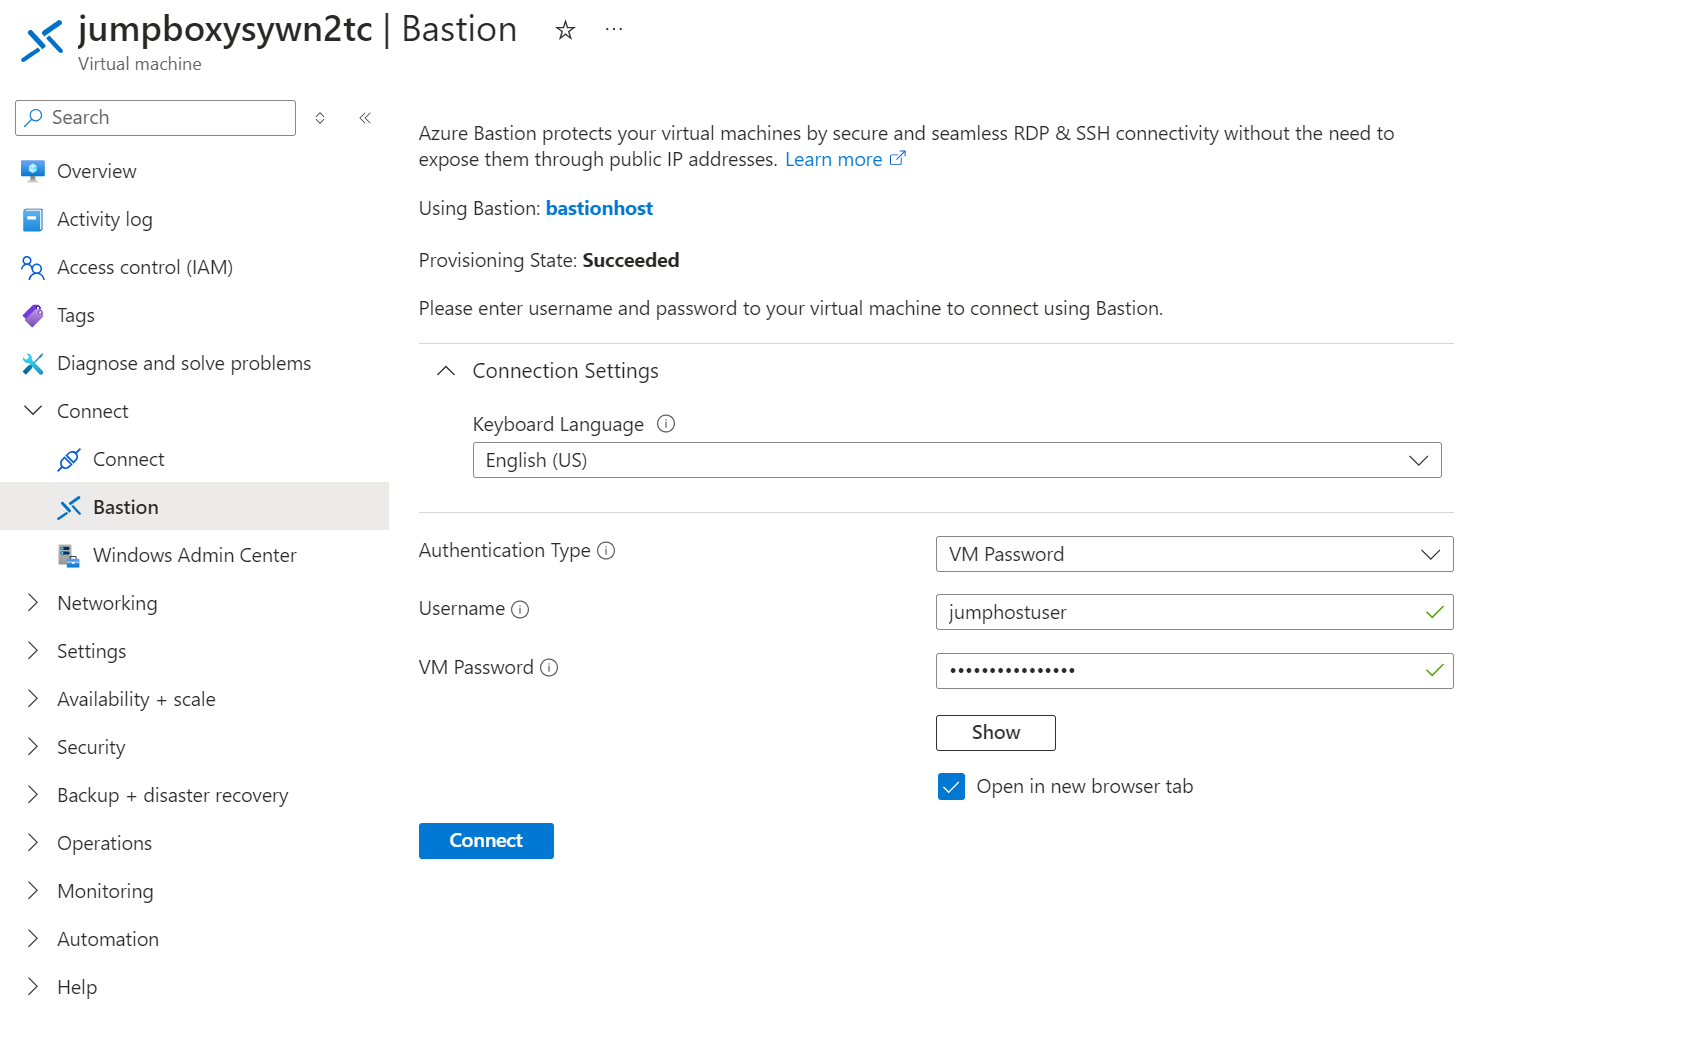 jumpboxysywn2tc | Bastion
Virtual machine
Search
Overview
Activity log
Access control (IAM)
Tags
Diagnose and solve problems
Connect
Connect
Bastion
Windows Admin Center
Networking
Settings
Availability + scale
Security
Backup + disaster recovery
Operations
Monitoring
Automation
Help
Azure Bastion protects your virtual machines by secure and seamless RDP & SSH connectivity without the need to
expose them through public IP addresses. Learn more
Using Bastion: bastionhost
Provisioning State: Succeeded
Please enter username and password to your virtual machine to connect using Bastion.
Connection Settings
Keyboard Language
English (US)
Authentication Type
VM Password
Username
jumphostuser
VM Password
••••••••••••••••
Show
Open in new browser tab
Connect